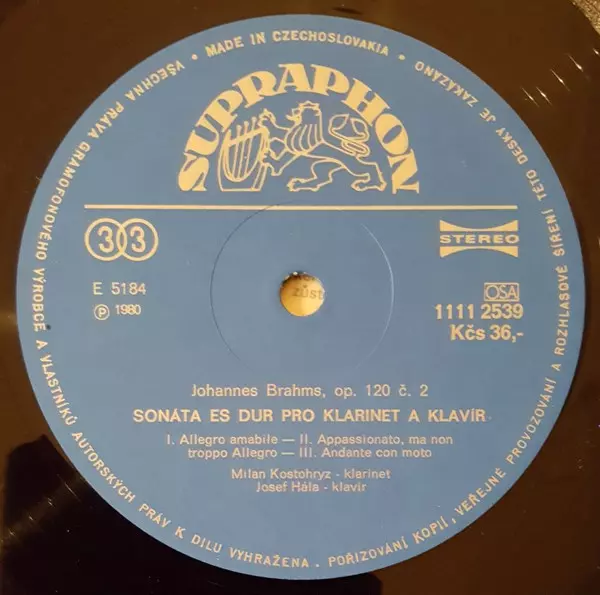 VŠECHNA PRÁVA GRAMOFONOVÉHO VÝROBCE A VLASTNÍKŮ AUTORSKÝCH PRÁV K DÍLU VYHRAŽENA • POŘIZOVÁNÍ KOPIÍ, VEŘEJNÉ PROVOZOVÁNÍ A ROZHLASOVÉ SÍŘENÍ TÉTO DESKY JE ZAKÁZÁNO • MADE IN CZECHOSLOVAKIA •
SUPRAPHON
33
STEREO
E 5184
Ⓟ 1980
OSA
1111 2539
Kčs 36,-
zůst
Johannes Brahms, op. 120 č. 2
SONÁTA ES DUR PRO KLARINET A KLAVÍR
I. Allegro amabile — II. Appassionato, ma non
troppo Allegro — III. Andante con moto
Milan Kostohryz - klarinet
Josef Hála - klavír